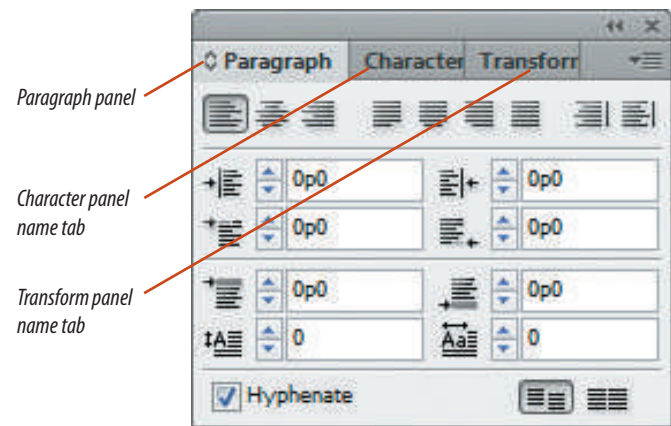 Paragraph Character Transforr
Paragraph panel
0p0 0p0
Character panel
name tab
0p0 0p0
Transform panel
name tab
0p0 0p0
0 0
Hyphenate